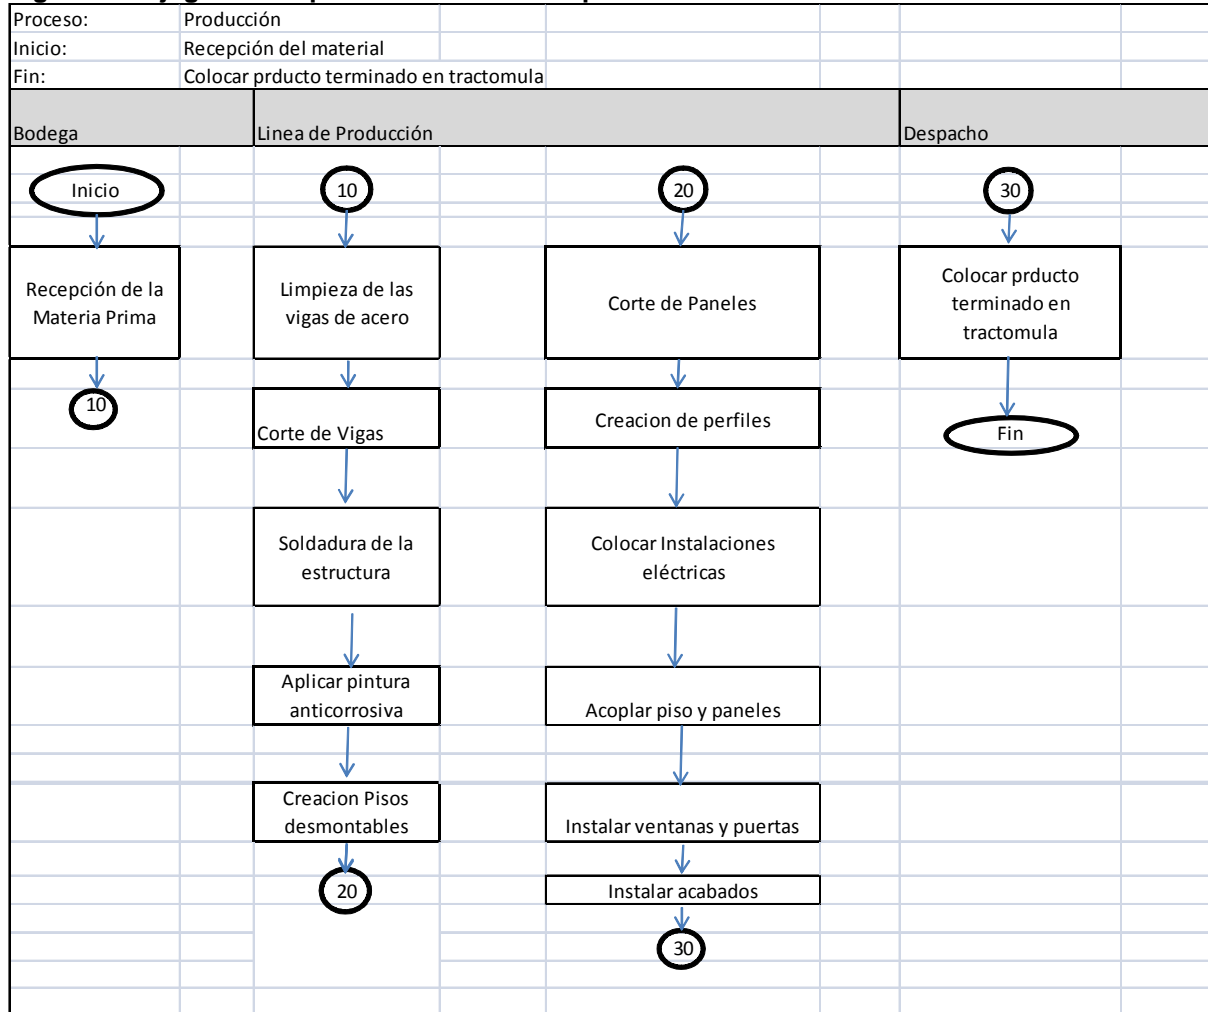 Proceso: Producción
Inicio: Recepción del material
Fin: Colocar prducto terminado en tractomula
Bodega Linea de Producción Despacho
Inicio
Recepción de la
Materia Prima
10
10
Limpieza de las
vigas de acero
Corte de Vigas
Soldadura de la
estructura
Aplicar pintura
anticorrosiva
Creacion Pisos
desmontables
20
20
Corte de Paneles
Creacion de perfiles
Colocar Instalaciones
eléctricas
Acoplar piso y paneles
Instalar ventanas y puertas
Instalar acabados
30
30
Colocar prducto
terminado en
tractomula
Fin